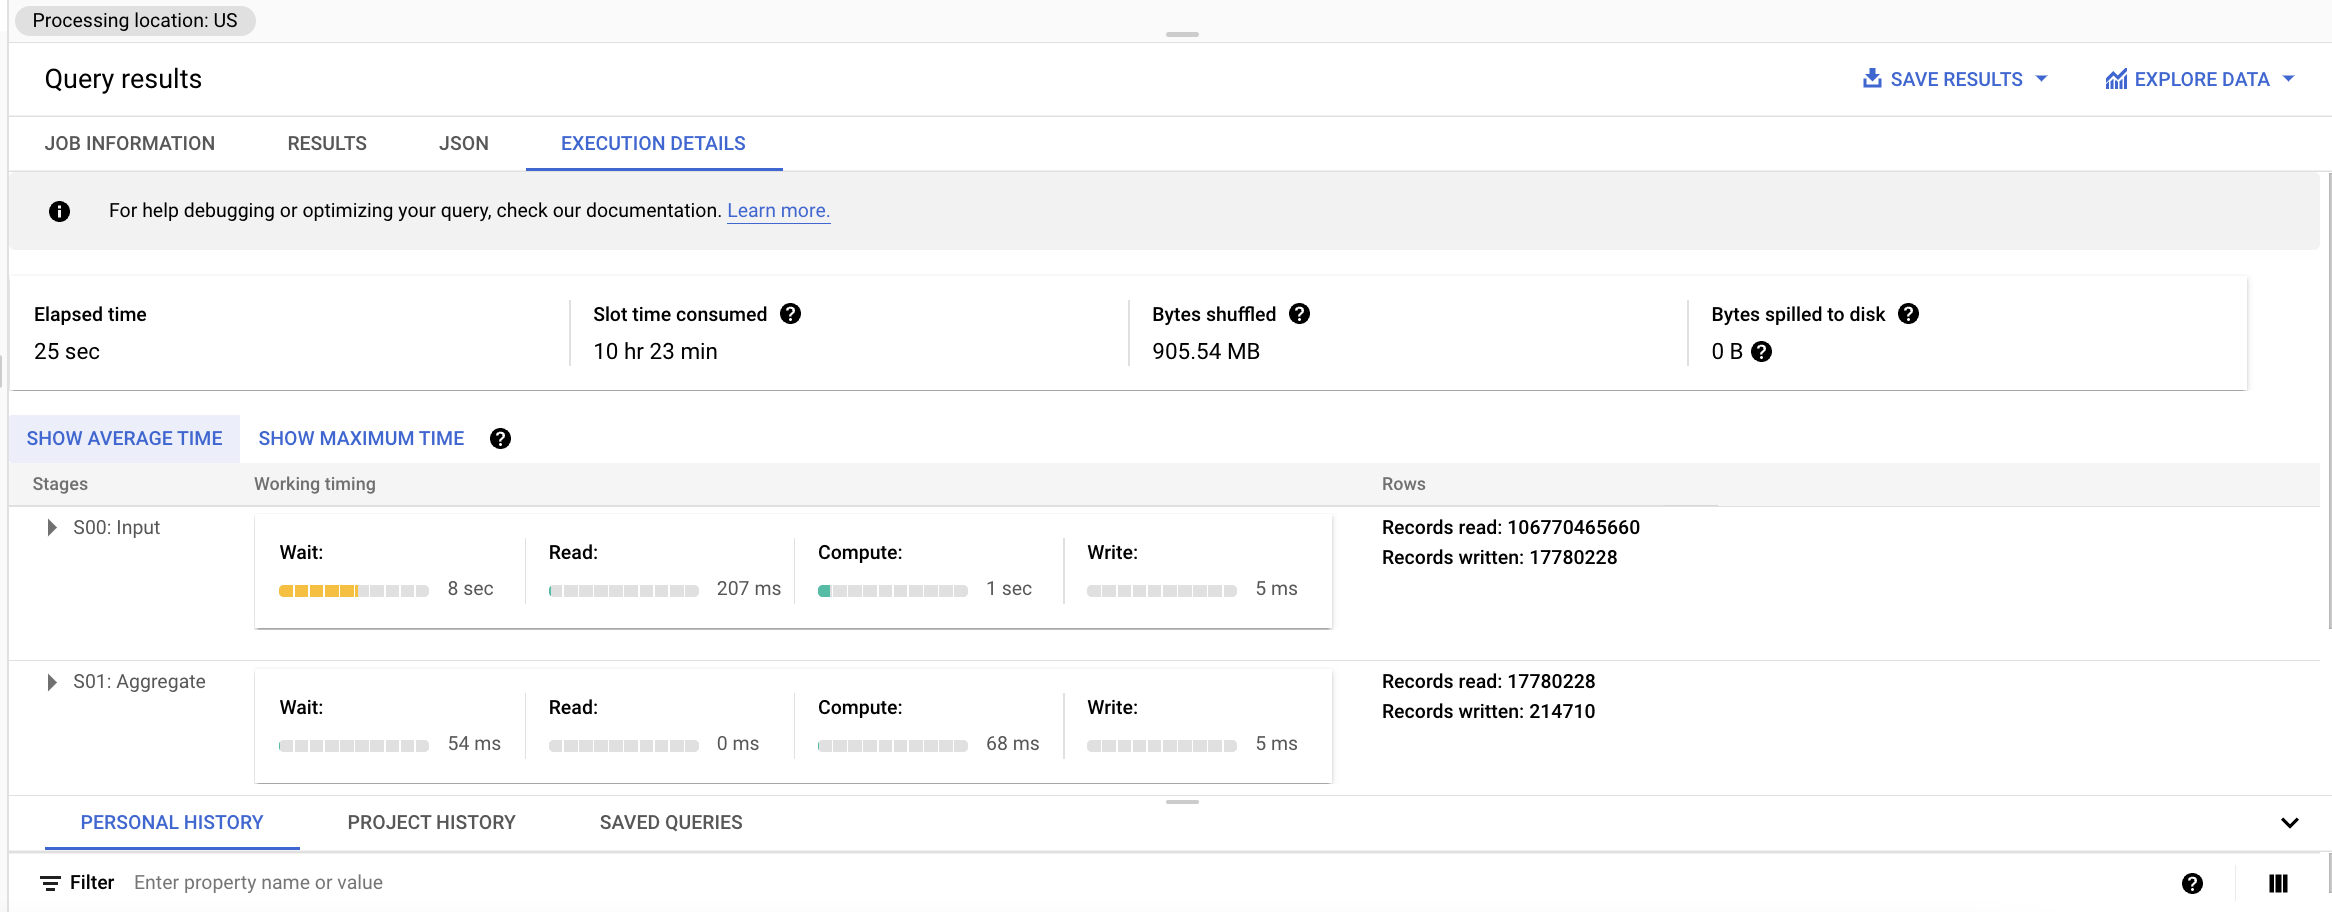 Processing location: US
Query results
SAVE RESULTS
EXPLORE DATA
JOB INFORMATION
RESULTS
JSON
EXECUTION DETAILS
For help debugging or optimizing your query, check our documentation. Learn more.
Elapsed time
25 sec
Slot time consumed
10 hr 23 min
Bytes shuffled
905.54 MB
Bytes spilled to disk
0 B
SHOW AVERAGE TIME
SHOW MAXIMUM TIME
Stages
Working timing
Rows
S00: Input
Wait:
8 sec
Read:
207 ms
Compute:
1 sec
Write:
5 ms
Records read: 106770465660
Records written: 17780228
S01: Aggregate
Wait:
54 ms
Read:
0 ms
Compute:
68 ms
Write:
5 ms
Records read: 17780228
Records written: 214710
PERSONAL HISTORY
PROJECT HISTORY
SAVED QUERIES
Filter
Enter property name or value